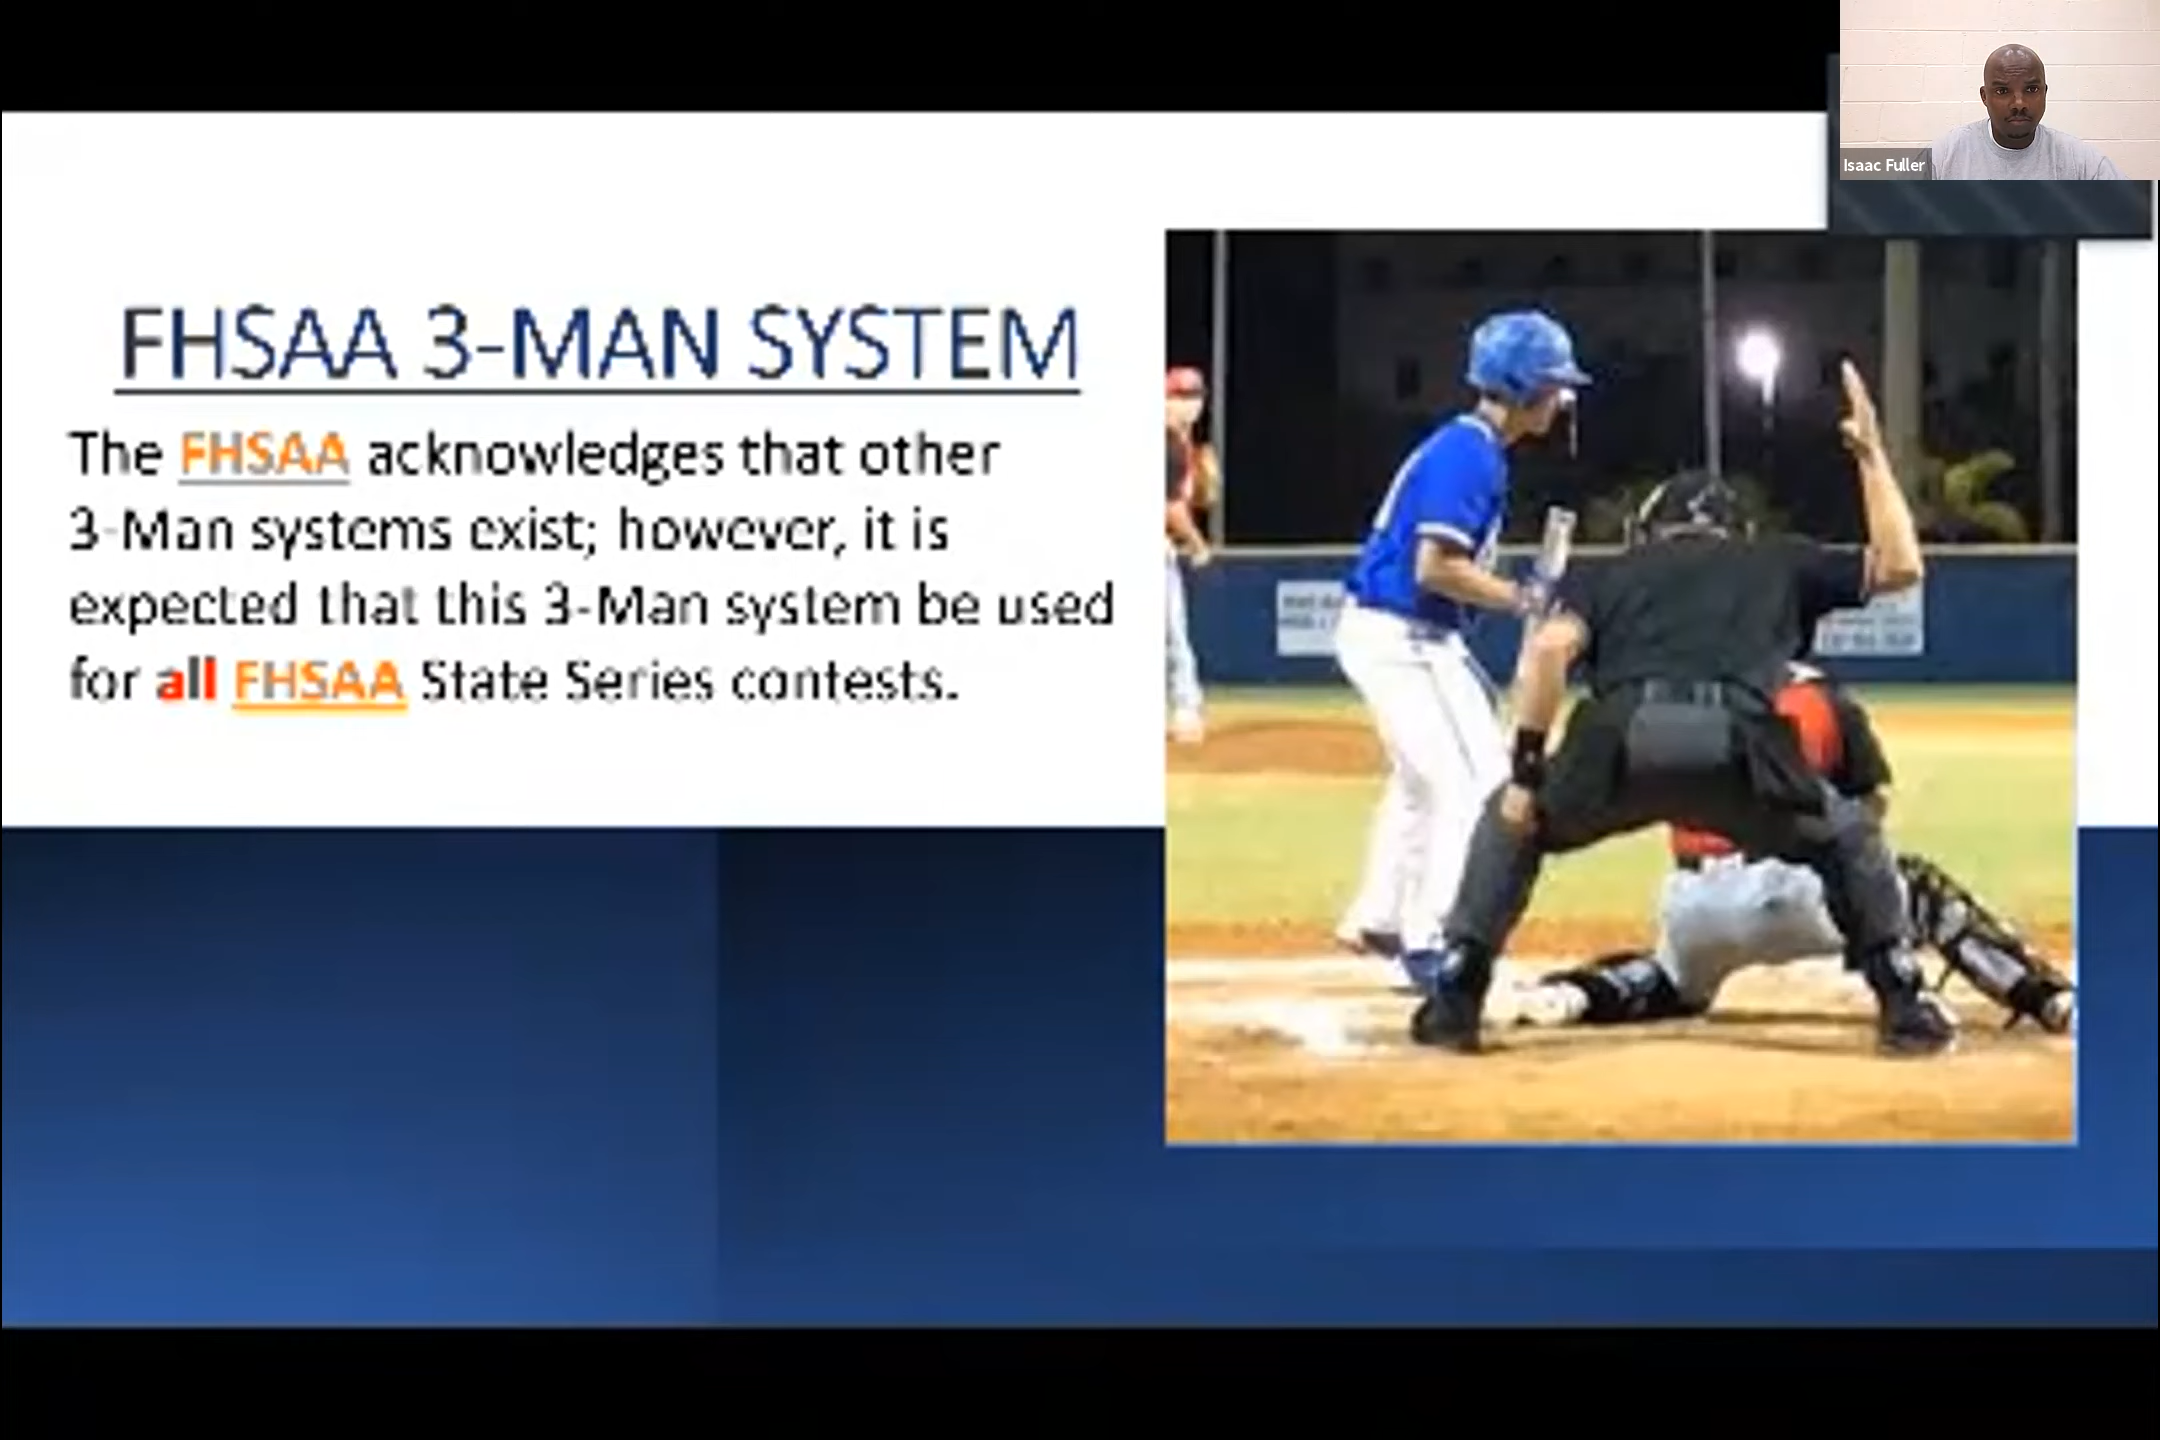 Isaac Fuller
FHSAA 3-MAN SYSTEM
The FHSAA acknowledges that other
3-Man systems exist; however, it is
expected that this 3-Man system be used
for all FHSAA State Series contests.